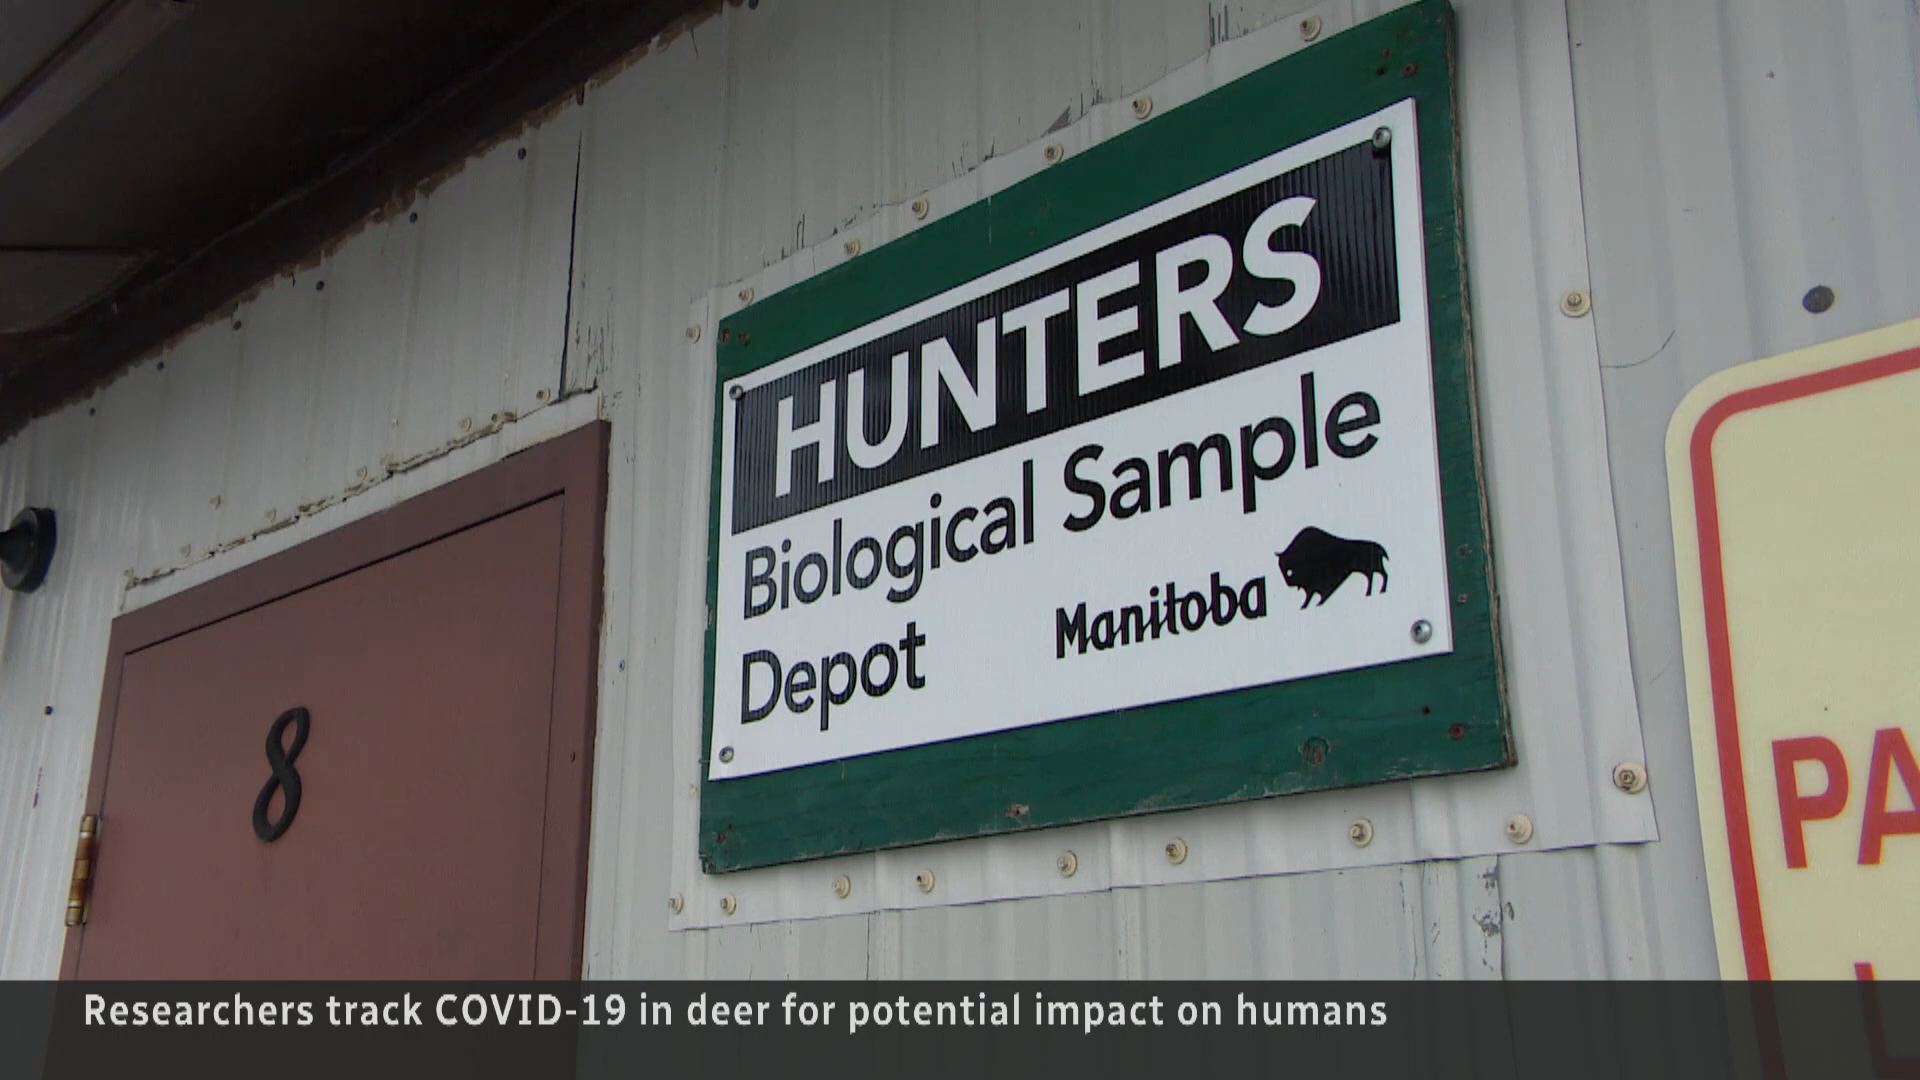 HUNTERS
Biological Sample
Depot
Manitoba
8
PA
Researchers track COVID-19 in deer for potential impact on humans